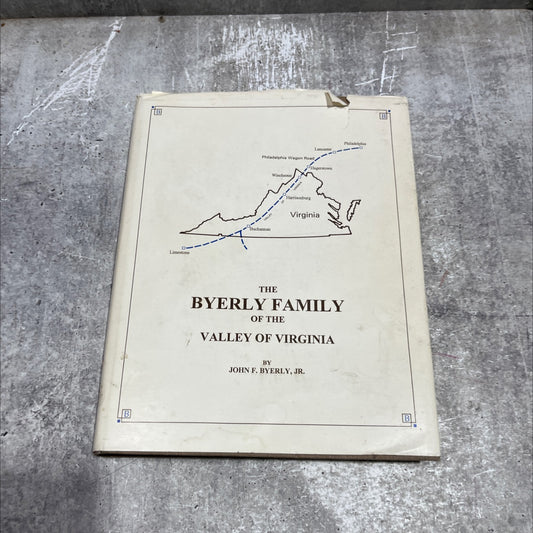 B
B
Philadelphia
Lancaster
Philadelphia Wagon Road
Hagerstown
Winchester
Harrisonburg
Virginia
Buchanan
Limestone
THE
BYERLY FAMILY
OF THE
VALLEY OF VIRGINIA
BY
JOHN F. BYERLY, JR.
B
B